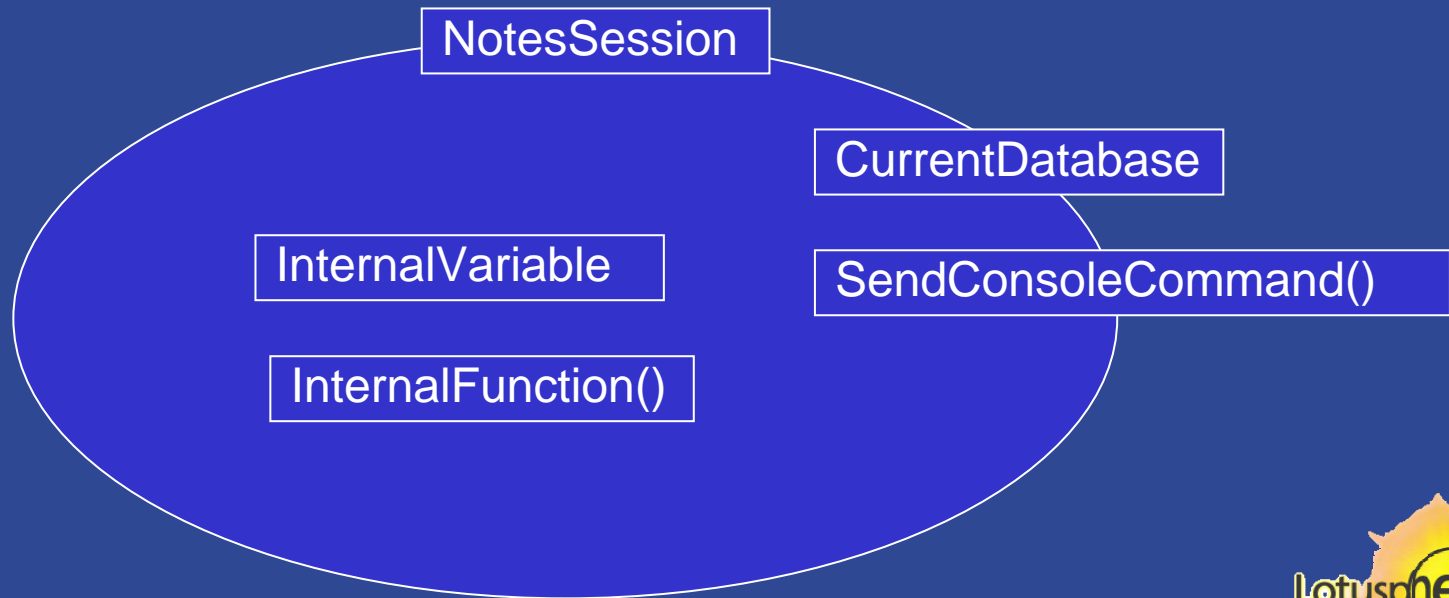 NotesSession
CurrentDatabase
InternalVariable
SendConsoleCommand()
InternalFunction()